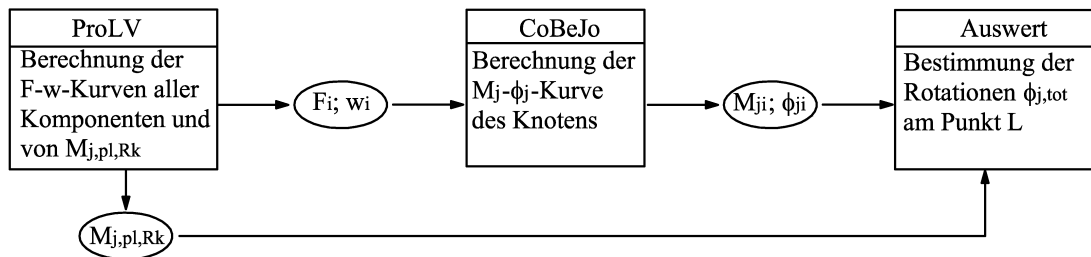 ProLV
Berechnung der
F-w-Kurven aller
Komponenten und
von Mj,pl,Rk
Fi; wi
CoBeJo
Berechnung der
Mj-ϕj-Kurve
des Knotens
Mji; ϕji
Auswert
Bestimmung der
Rotationen ϕj,tot
am Punkt L
Mj,pl,Rk